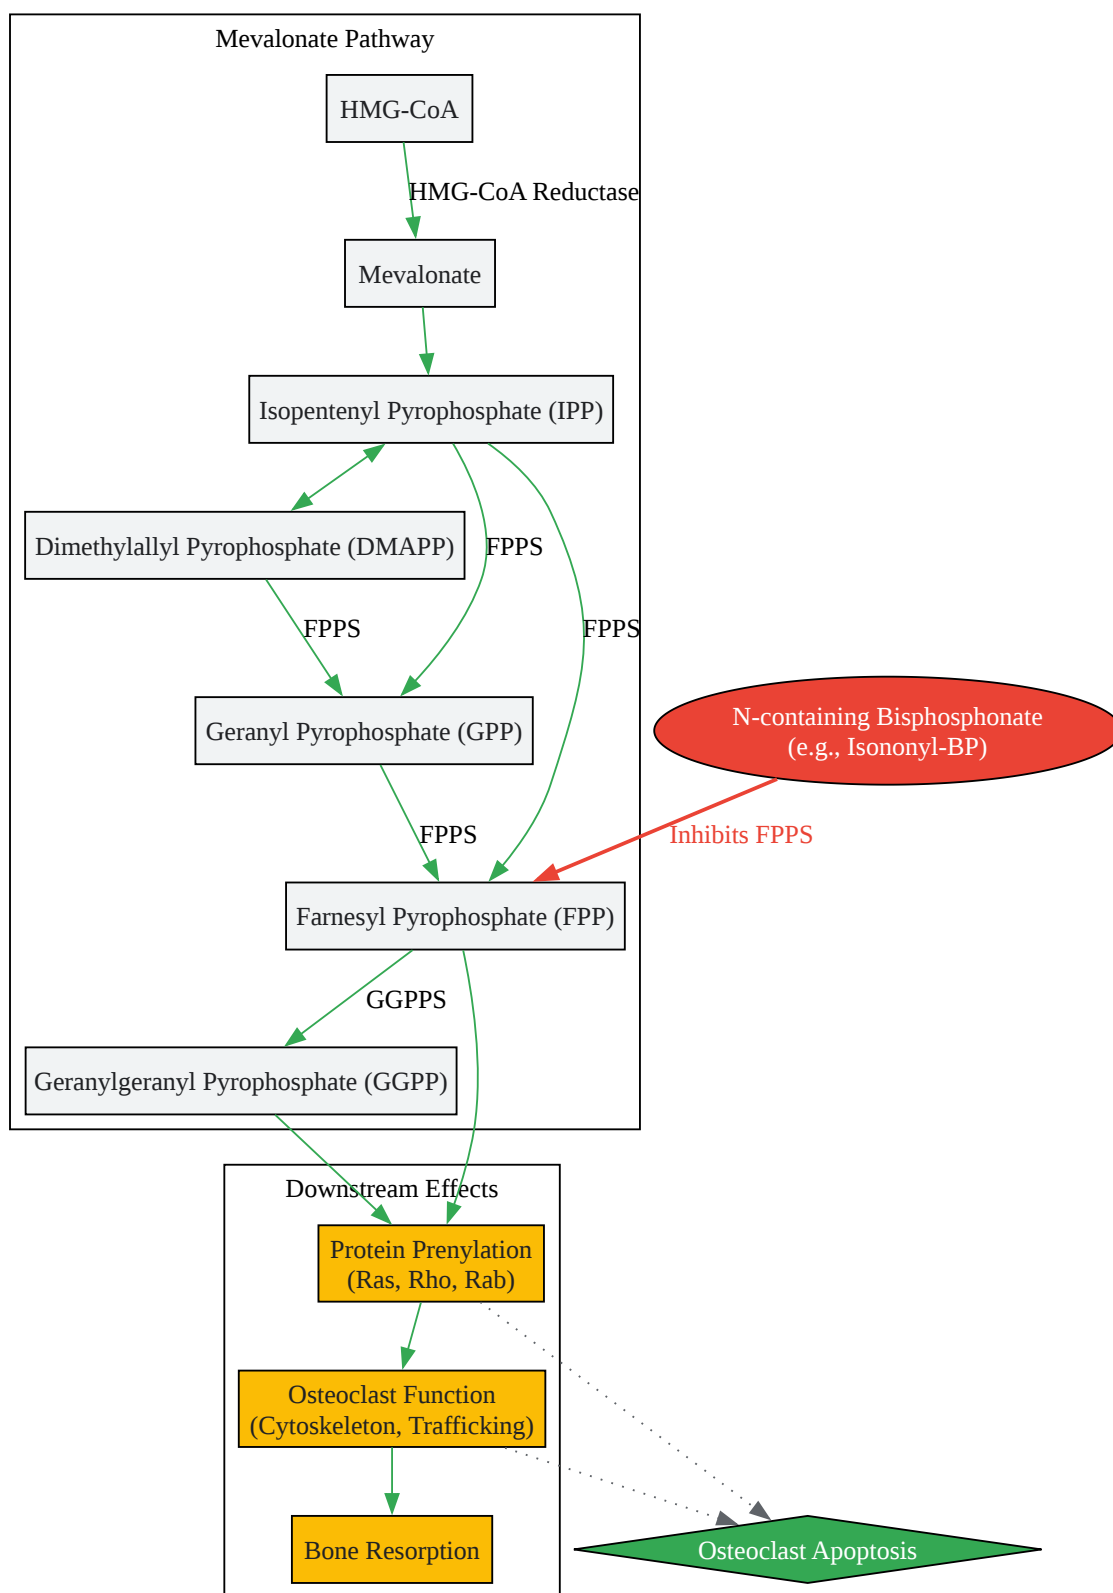 Mevalonate Pathway
HMG-CoA
HMG-CoA Reductase
Mevalonate
Isopentenyl Pyrophosphate (IPP)
Dimethylallyl Pyrophosphate (DMAPP)
FPPS
FPPS
FPPS
Geranyl Pyrophosphate (GPP)
N-containing Bisphosphonate
(e.g., Isononyl-BP)
FPPS
Inhibits FPPS
Farnesyl Pyrophosphate (FPP)
GGPPS
Geranylgeranyl Pyrophosphate (GGPP)
Downstream Effects
Protein Prenylation
(Ras, Rho, Rab)
Osteoclast Function
(Cytoskeleton, Trafficking)
Bone Resorption
Osteoclast Apoptosis